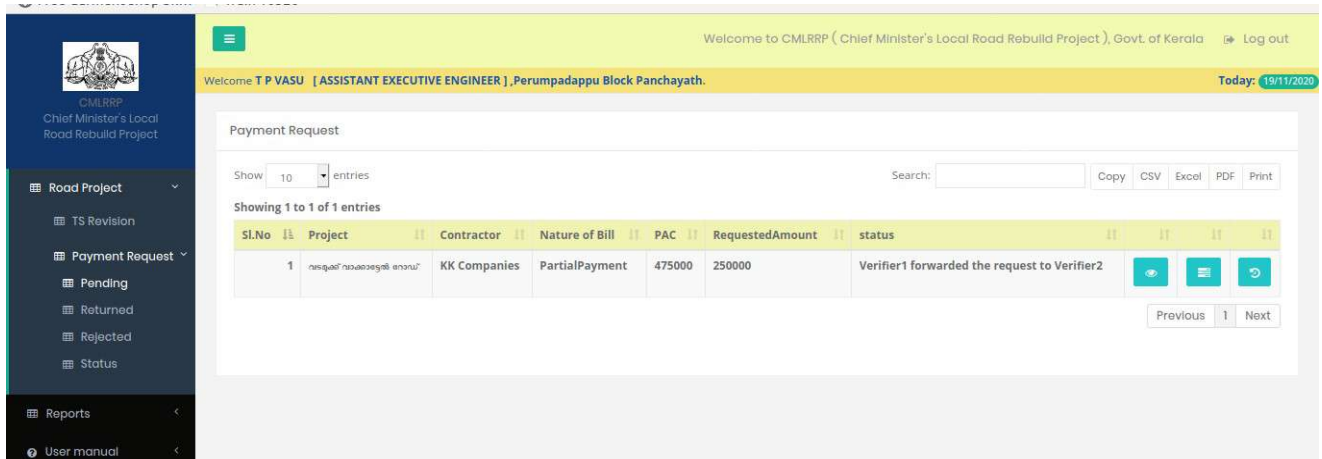 Welcome to CMLRRP ( Chief Minister's Local Road Rebuild Project ), Govt. of Kerala Log out
CMLRRP
Chief Minister's Local
Road Rebuild Project
Welcome T P VASU [ ASSISTANT EXECUTIVE ENGINEER ] ,Perumpadappu Block Panchayath. Today: 19/11/2020
Road Project
TS Revision
Payment Request
Pending
Returned
Rejected
Status
Reports
User manual
Payment Request
Show 10 entries Search: Copy CSV Excel PDF Print
Showing 1 to 1 of 1 entries
Sl.No Project Contractor Nature of Bill PAC RequestedAmount status
1 റോഡ് KK Companies PartialPayment 475000 250000 Verifier1 forwarded the request to Verifier2
Previous 1 Next